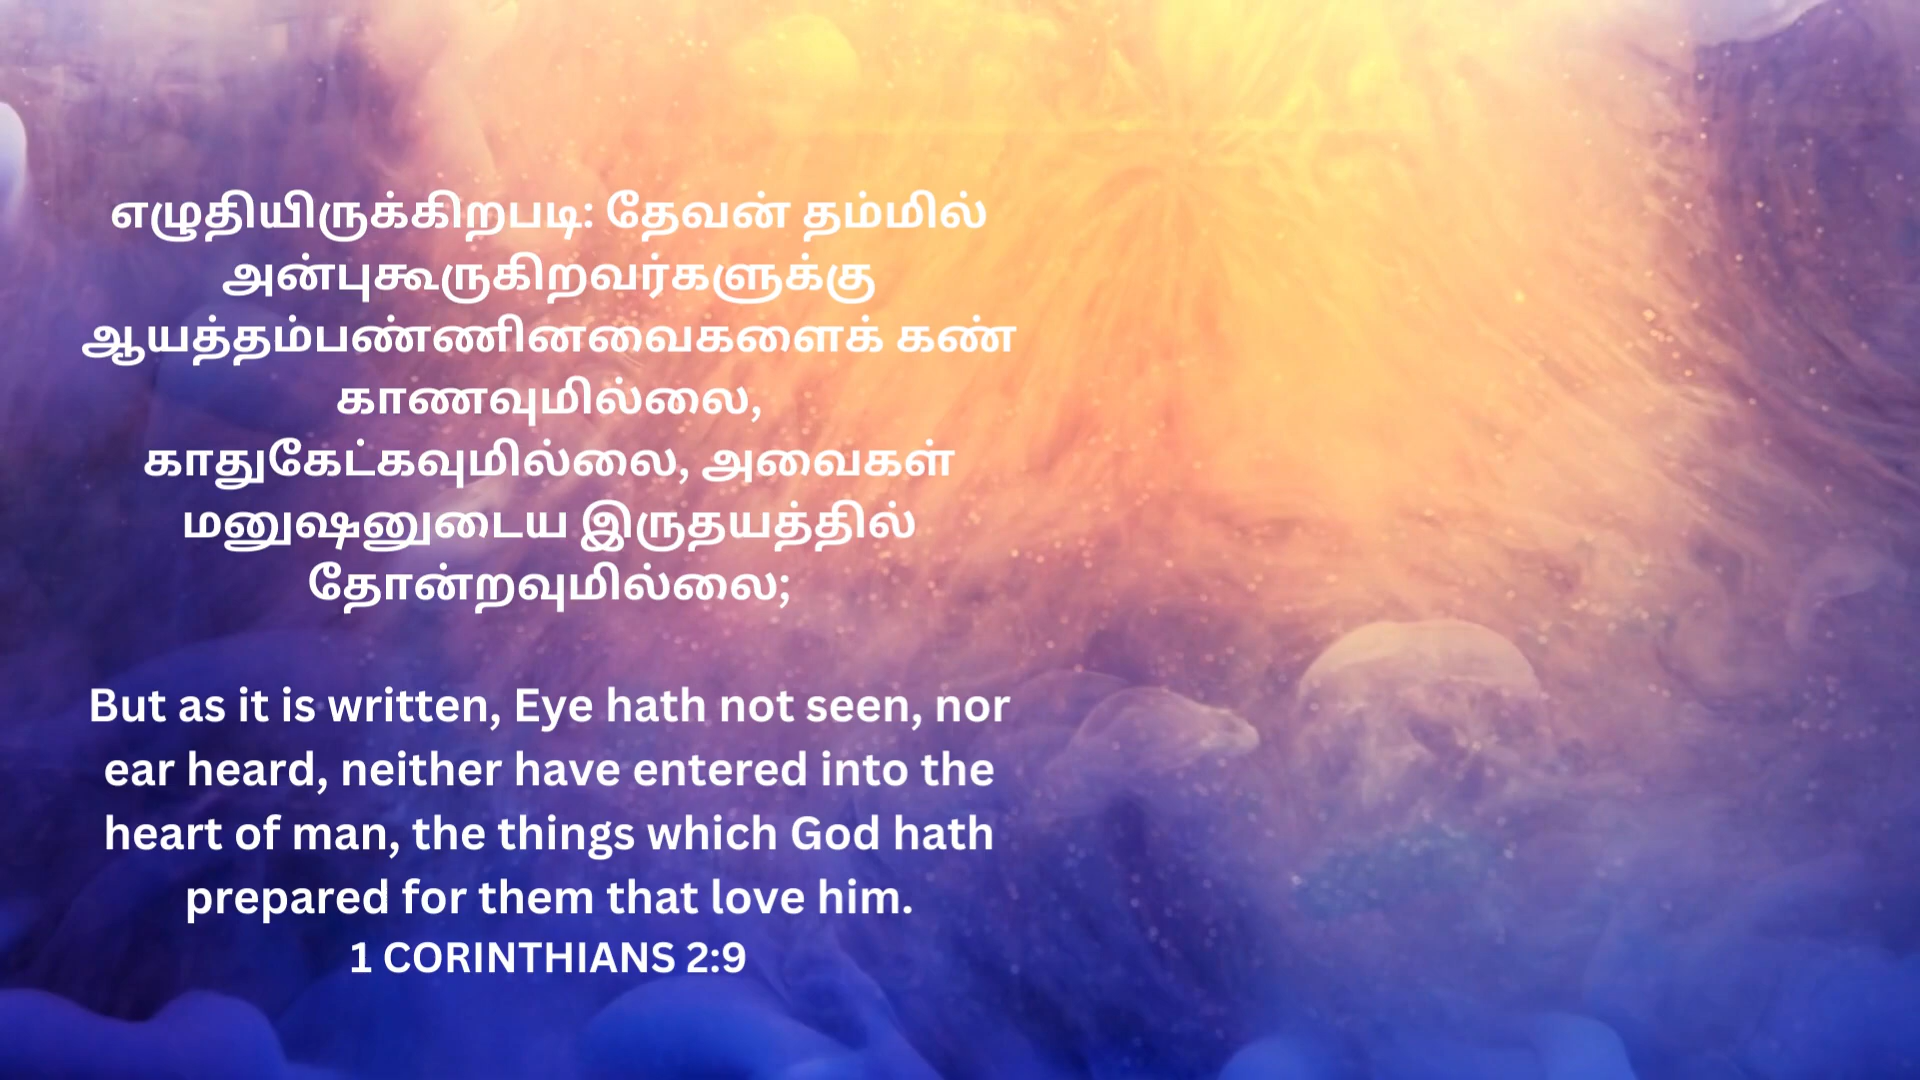 எழுதியிருக்கிறபடி: தேவன் தம்மில்
அன்புகூருகிறவர்களுக்கு
ஆயத்தம்பண்ணினவைகளைக் கண்
காணவுமில்லை,
காதுகேட்கவுமில்லை, அவைகள்
மனுஷனுடைய இருதயத்தில்
தோன்றவுமில்லை;
But as it is written, Eye hath not seen, nor
ear heard, neither have entered into the
heart of man, the things which God hath
prepared for them that love him.
1 CORINTHIANS 2:9